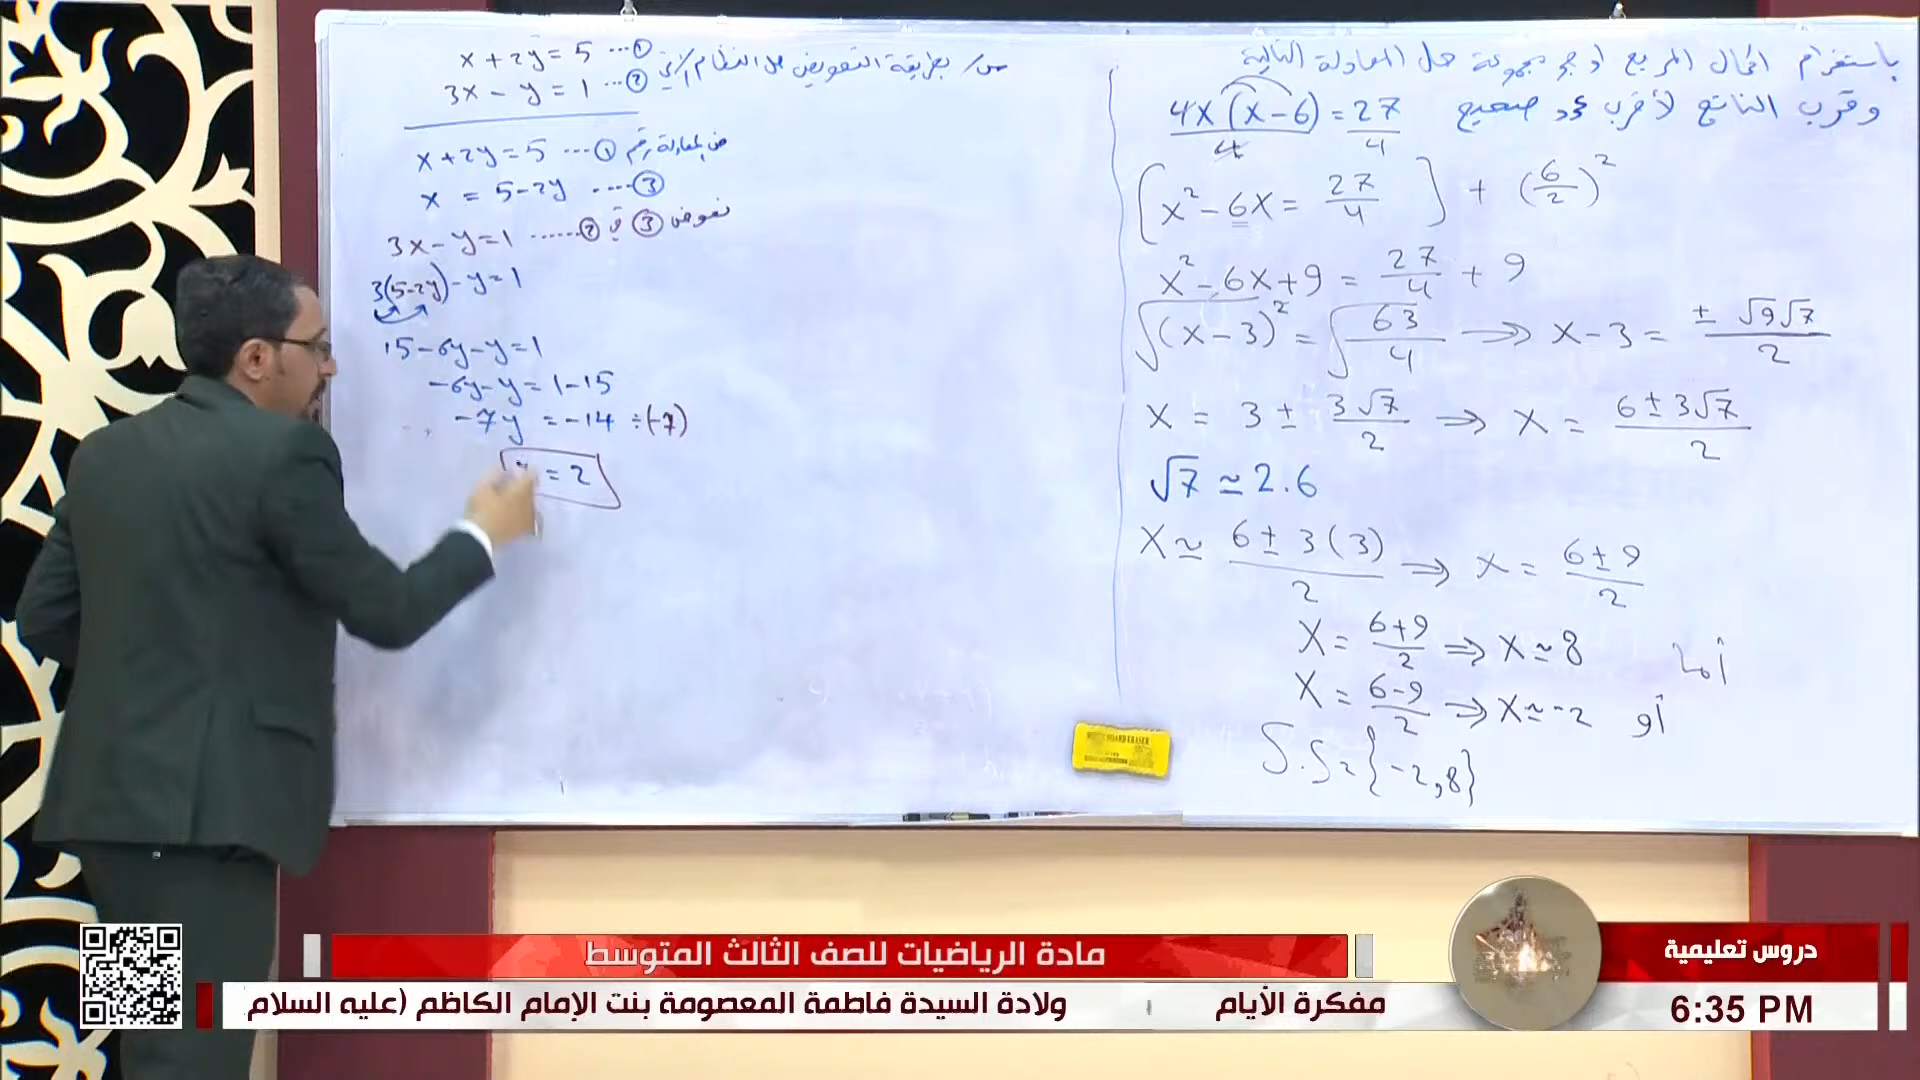 باستخدام اكمال المربع اوجد مجموعة حل المعادلة التالية
وقرب الناتج لأقرب عدد صحيح
4x(x-6) = 27
4 4
[x² - 6x = 27/4] + (6/2)²
x² - 6x + 9 = 27/4 + 9
√(x-3)² = √63/4 ⇒ x-3 = ± √9√7 / 2
x = 3 ± 3√7/2 ⇒ x = 6±3√7 / 2
√7 ≃ 2.6
x ≃ 6±3(3) / 2 ⇒ x = 6±9 / 2
x = 6+9/2 ⇒ x ≃ 8 أما
x = 6-9/2 ⇒ x ≃ -2 أو
S.S = {-2, 8}
س/ بطريقة التعويض حل النظام الآتي
x + 2y = 5 ...①
3x - y = 1 ...②
x + 2y = 5 ....① من المعادلة رقم
x = 5 - 2y ....③
3x - y = 1 ......② نعوض ③ في
3(5-2y) - y = 1
15 - 6y - y = 1
-6y - y = 1 - 15
-7y = -14 ÷(-7)
= 2
مادة الرياضيات للصف الثالث المتوسط
دروس تعليمية
مفكرة الأيام
ولادة السيدة فاطمة المعصومة بنت الإمام الكاظم (عليه السلام
6:35 PM